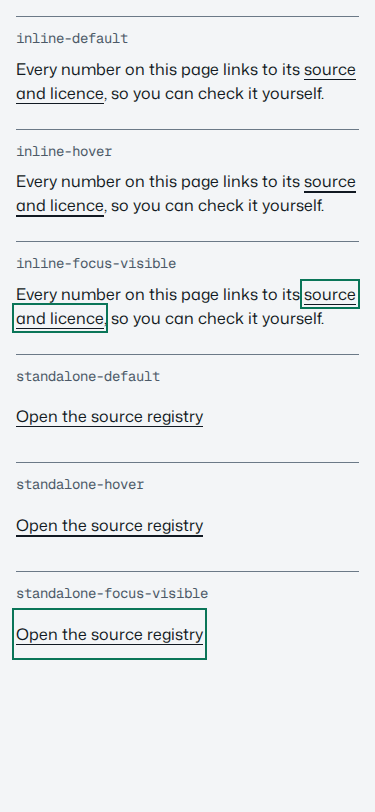 inline-default
Every number on this page links to its source
and licence, so you can check it yourself.
inline-hover
Every number on this page links to its source
and licence, so you can check it yourself.
inline-focus-visible
Every number on this page links to its source
and licence, so you can check it yourself.
standalone-default
Open the source registry
standalone-hover
Open the source registry
standalone-focus-visible
Open the source registry